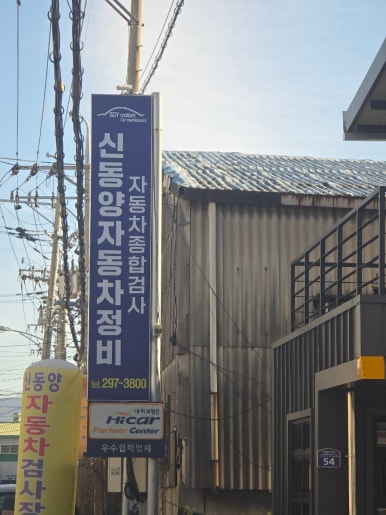 SDY motors
Car maintenance
신동양자동차정비
자동차종합검사
tel. 297-3800
HiCar
Partner Center
우수협력업체
신동양
자동차검사장
54